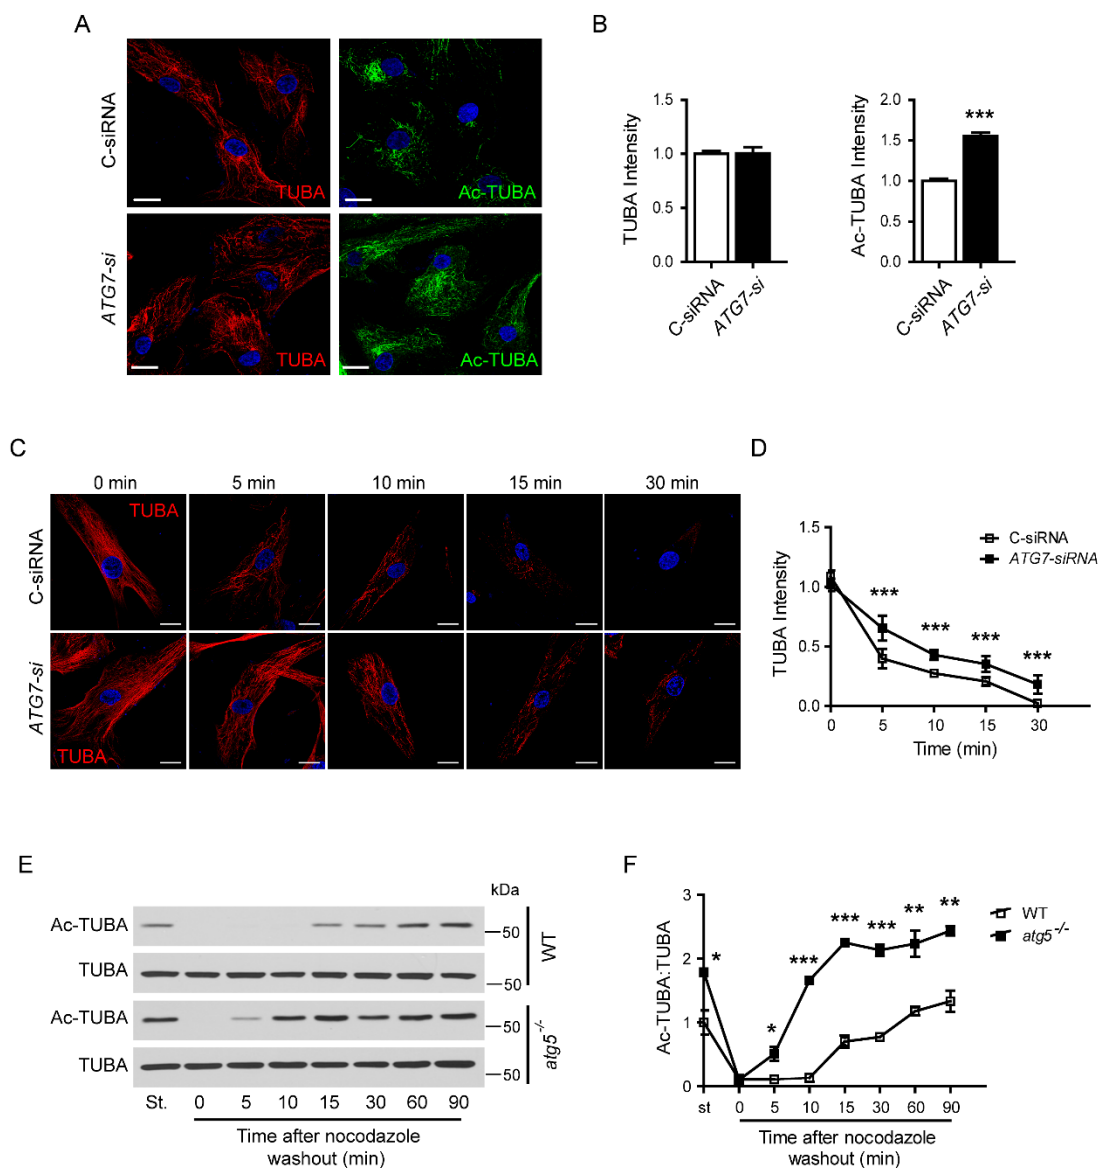 A
C-siRNA
TUBA
Ac-TUBA
ATG7-si
TUBA
Ac-TUBA
B
TUBA Intensity
1.5
1.0
0.5
0.0
C-siRNA
ATG7-si
Ac-TUBA Intensity
2.0
1.5
1.0
0.5
0.0
***
C-siRNA
ATG7-si
C
0 min
5 min
10 min
15 min
30 min
C-siRNA
TUBA
ATG7-si
TUBA
D
TUBA Intensity
1.5
1.0
0.5
0.0
C-siRNA
ATG7-siRNA
***
***
***
***
0
5
10
15
30
Time (min)
E
kDa
Ac-TUBA
50
TUBA
50
WT
Ac-TUBA
50
TUBA
50
atg5-/-
St.
0
5
10
15
30
60
90
Time after nocodazole
washout (min)
F
Ac-TUBA:TUBA
3
2
1
0
*
*
***
***
***
**
**
WT
atg5-/-
st
0
5
10
15
30
60
90
Time after nocodazole
washout (min)